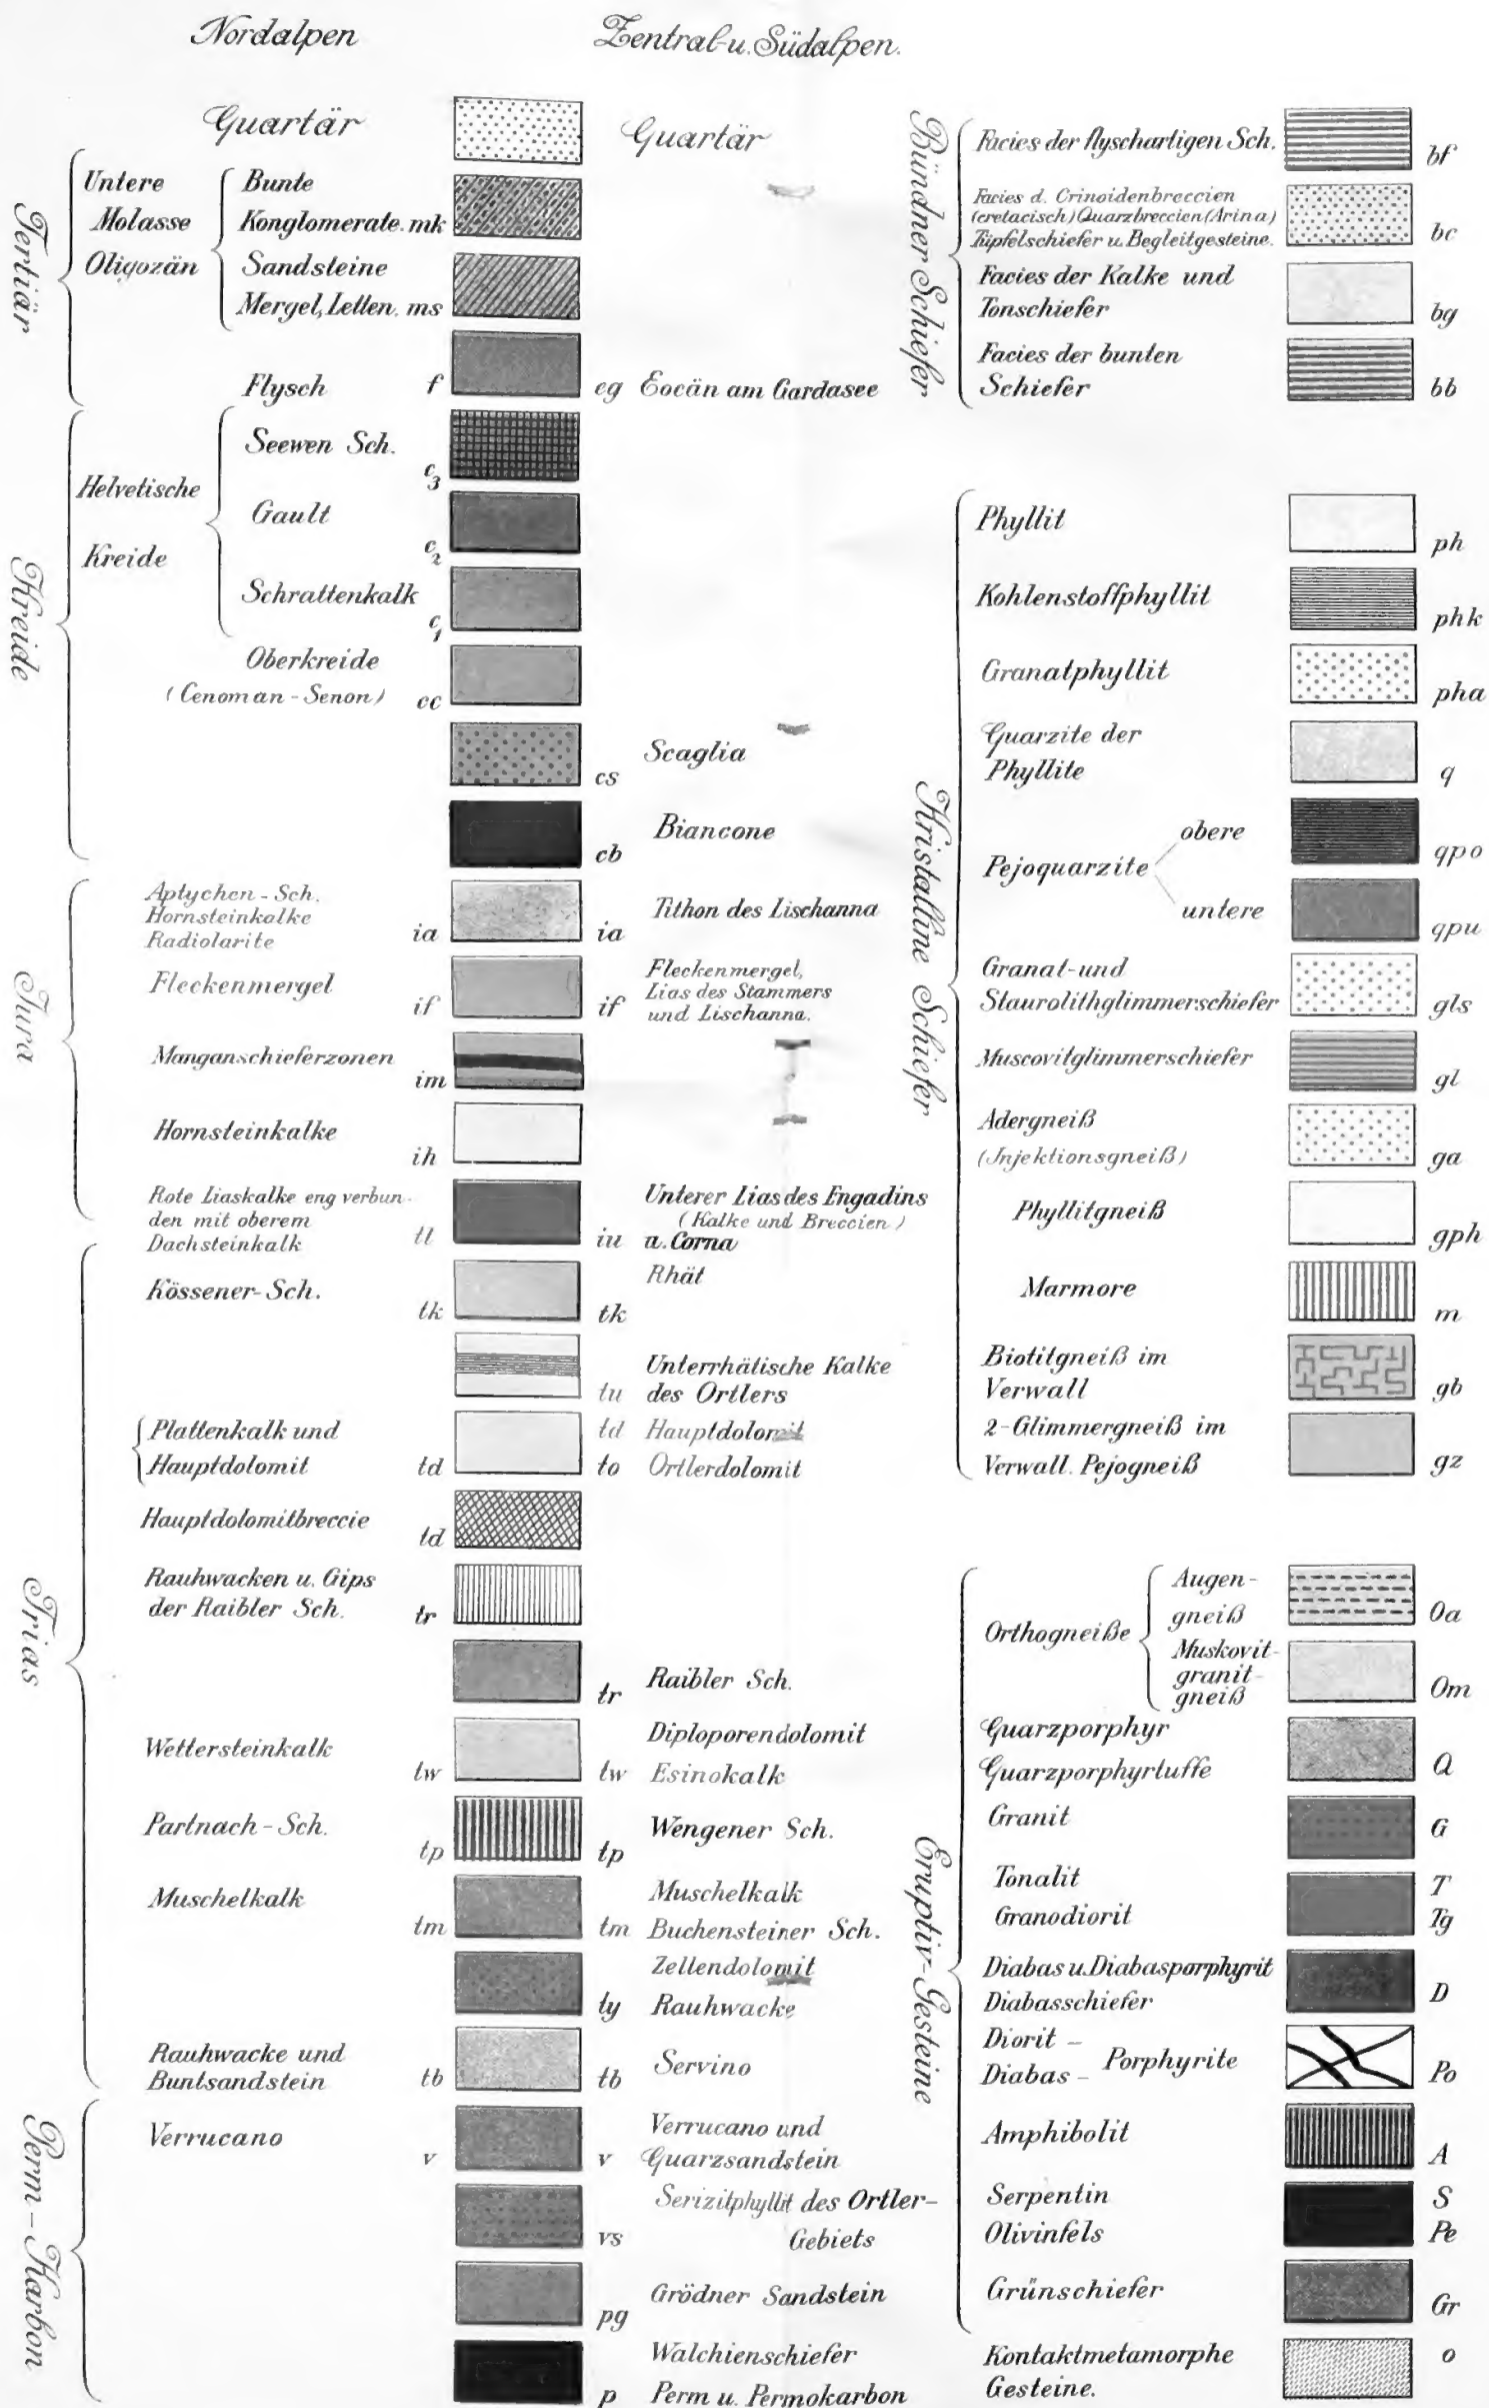 Nordalpen
Zentral- u. Südalpen.
Quartär
Quartär
Tertiär
Untere
Molasse
Oligozän
Bunte
Konglomerate. mk
Sandsteine
Mergel, Letten. ms
Flysch f
eg Eocän am Gardasee
Kreide
Helvetische
Kreide
Seewen Sch.
c3
Gault
c2
Schrattenkalk
c1
Oberkreide
(Cenoman - Senon) cc
cs Scaglia
cb Biancone
Jura
Aptychen - Sch.
Hornsteinkalke
Radiolarite ia
ia Tithon des Lischanna
Fleckenmergel if
if Fleckenmergel,
Lias des Stammers
und Lischanna.
Manganschieferzonen im
Hornsteinkalke ih
Rote Liaskalke eng verbun-
den mit oberem
Dachsteinkalk tl
Unterer Lias des Engadins
(Kalke und Breccien)
iu u. Corna
Trias
Kössener-Sch. tk
Rhät
tk
Unterrhätische Kalke
tu des Ortlers
Plattenkalk und
Hauptdolomit td
td Hauptdolomit
to Ortlerdolomit
Hauptdolomitbreccie td
Rauhwacken u. Gips
der Raibler Sch. tr
tr Raibler Sch.
Wettersteinkalk tw
Diploporendolomit
tw Esinokalk
Partnach - Sch. tp
tp Wengener Sch.
Muschelkalk tm
Muschelkalk
tm Buchensteiner Sch.
Zellendolomit
ty Rauhwacke
Rauhwacke und
Buntsandstein tb
tb Servino
Perm - Karbon
Verrucano v
Verrucano und
v Quarzsandstein
Serizitphyllit des Ortler-
vs Gebiets
pg Grödner Sandstein
Walchienschiefer
p Perm u. Permokarbon
Bündner Schiefer
Facies der flyschartigen Sch. bf
Facies d. Crinoidenbreccien
(cretacisch) Quarzbreccien (Arina)
Tüpfelschiefer u. Begleitgesteine. bc
Facies der Kalke und
Tonschiefer bg
Facies der bunten
Schiefer bb
Kristalline Schiefer
Phyllit ph
Kohlenstoffphyllit phk
Granatphyllit pha
Quarzite der
Phyllite q
Pejoquarzite
obere qpo
untere qpu
Granat- und
Staurolithglimmerschiefer gls
Muscovitglimmerschiefer gl
Adergneiß
(Injektionsgneiß) ga
Phyllitgneiß gph
Marmore m
Biotitgneiß im
Verwall gb
2-Glimmergneiß im
Verwall. Pejogneiß gz
Eruptiv-Gesteine
Orthogneiße
Augen-
gneiß Oa
Muskovit-
granit-
gneiß Om
Quarzporphyr
Quarzporphyrtuffe Q
Granit G
Tonalit T
Granodiorit Tg
Diabas u. Diabasporphyrit
Diabasschiefer D
Diorit -
Diabas - Porphyrite Po
Amphibolit A
Serpentin S
Olivinfels Pe
Grünschiefer Gr
Kontaktmetamorphe o
Gesteine.